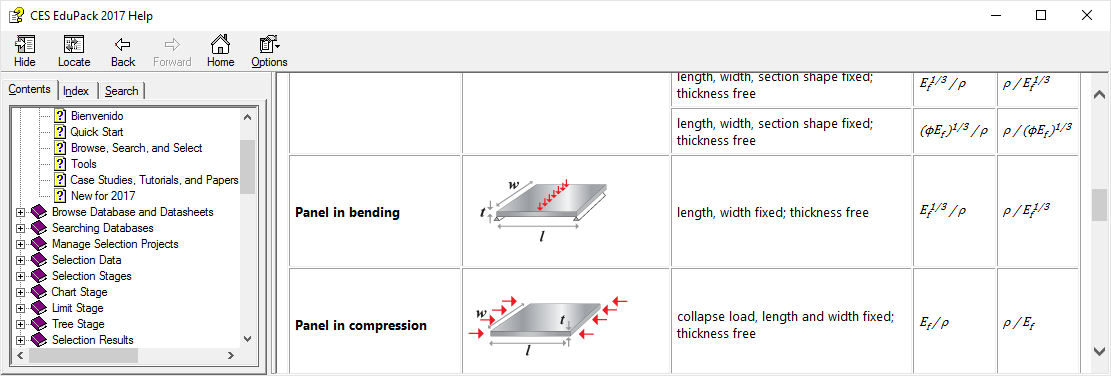 CES EduPack 2017 Help
Hide Locate Back Forward Home Options
Contents Index Search
Bienvenido
Quick Start
Browse, Search, and Select
Tools
Case Studies, Tutorials, and Papers
New for 2017
Browse Database and Datasheets
Searching Databases
Manage Selection Projects
Selection Data
Selection Stages
Chart Stage
Limit Stage
Tree Stage
Selection Results
length, width, section shape fixed;
thickness free
E_f^1/3 / ρ
ρ / E_f^1/3
length, width, section shape fixed;
thickness free
(ϕE_f)^1/3 / ρ
ρ / (ϕE_f)^1/3
Panel in bending
w
t
l
length, width fixed; thickness free
E_f^1/3 / ρ
ρ / E_f^1/3
Panel in compression
w
t
l
collapse load, length and width fixed;
thickness free
E_f / ρ
ρ / E_f